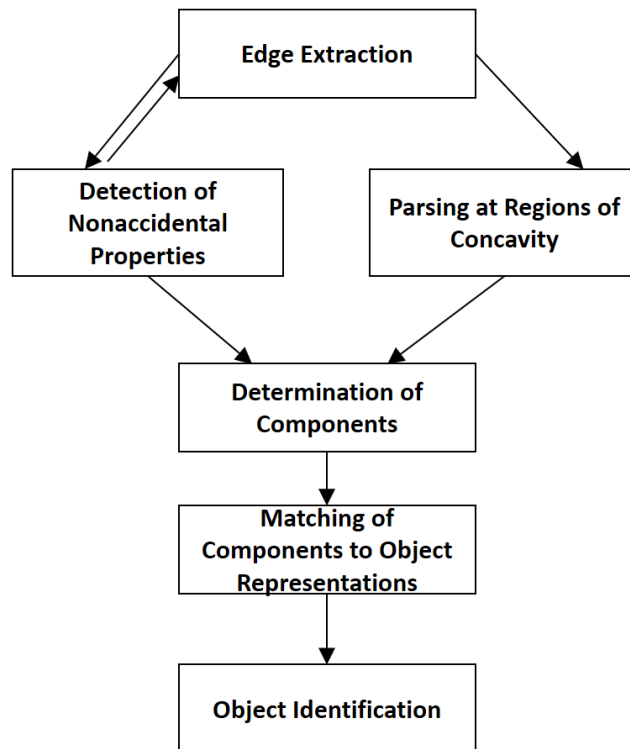 Edge Extraction
Detection of
Nonaccidental
Properties
Parsing at Regions of
Concavity
Determination of
Components
Matching of
Components to Object
Representations
Object Identification